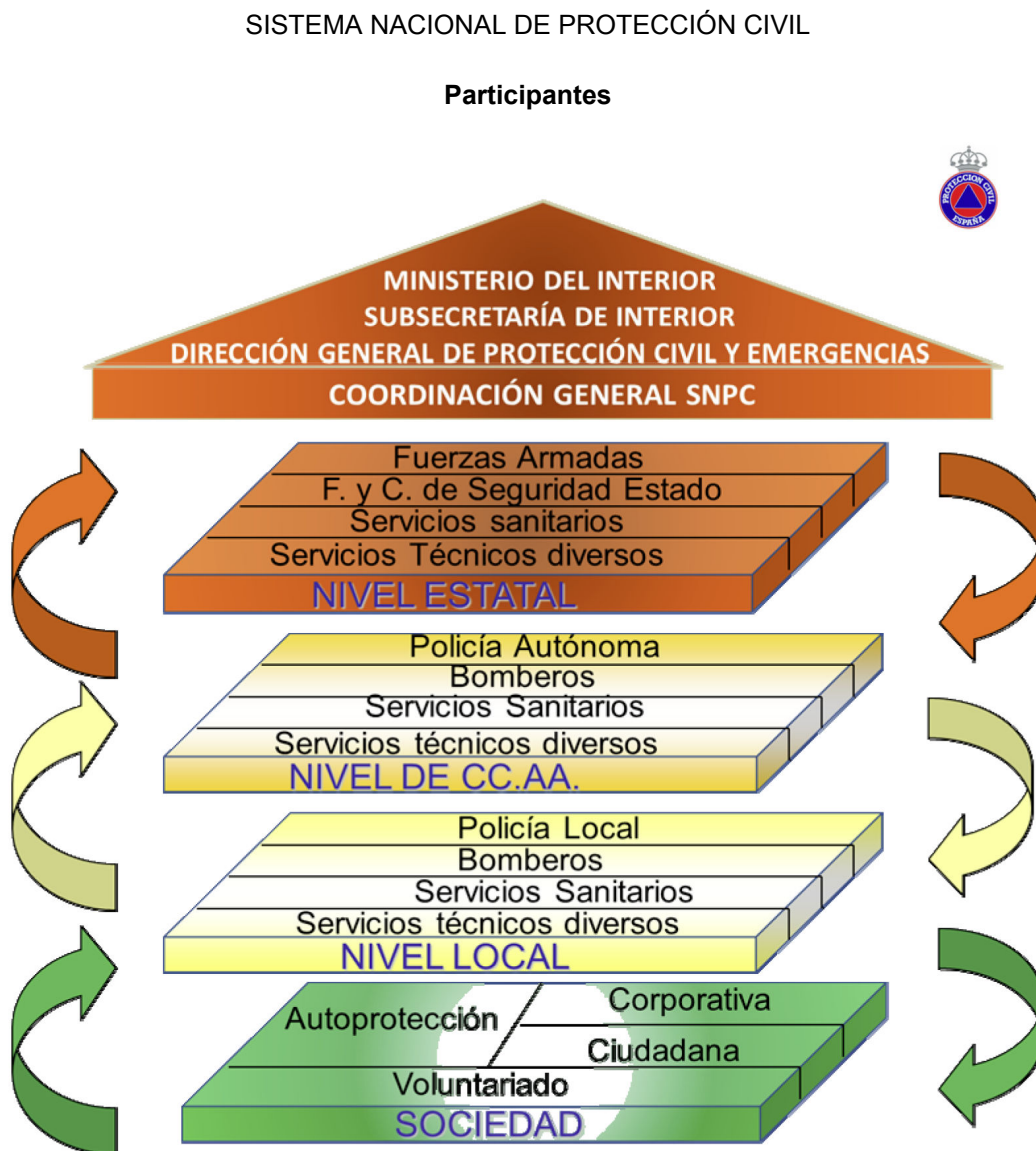 SISTEMA NACIONAL DE PROTECCIÓN CIVIL
Participantes
PROTECCION CIVIL
ESPAÑA
MINISTERIO DEL INTERIOR
SUBSECRETARÍA DE INTERIOR
DIRECCIÓN GENERAL DE PROTECCIÓN CIVIL Y EMERGENCIAS
COORDINACIÓN GENERAL SNPC
Fuerzas Armadas
F. y C. de Seguridad Estado
Servicios sanitarios
Servicios Técnicos diversos
NIVEL ESTATAL
Policía Autónoma
Bomberos
Servicios Sanitarios
Servicios técnicos diversos
NIVEL DE CC.AA.
Policía Local
Bomberos
Servicios Sanitarios
Servicios técnicos diversos
NIVEL LOCAL
Autoprotección
Corporativa
Ciudadana
Voluntariado
SOCIEDAD